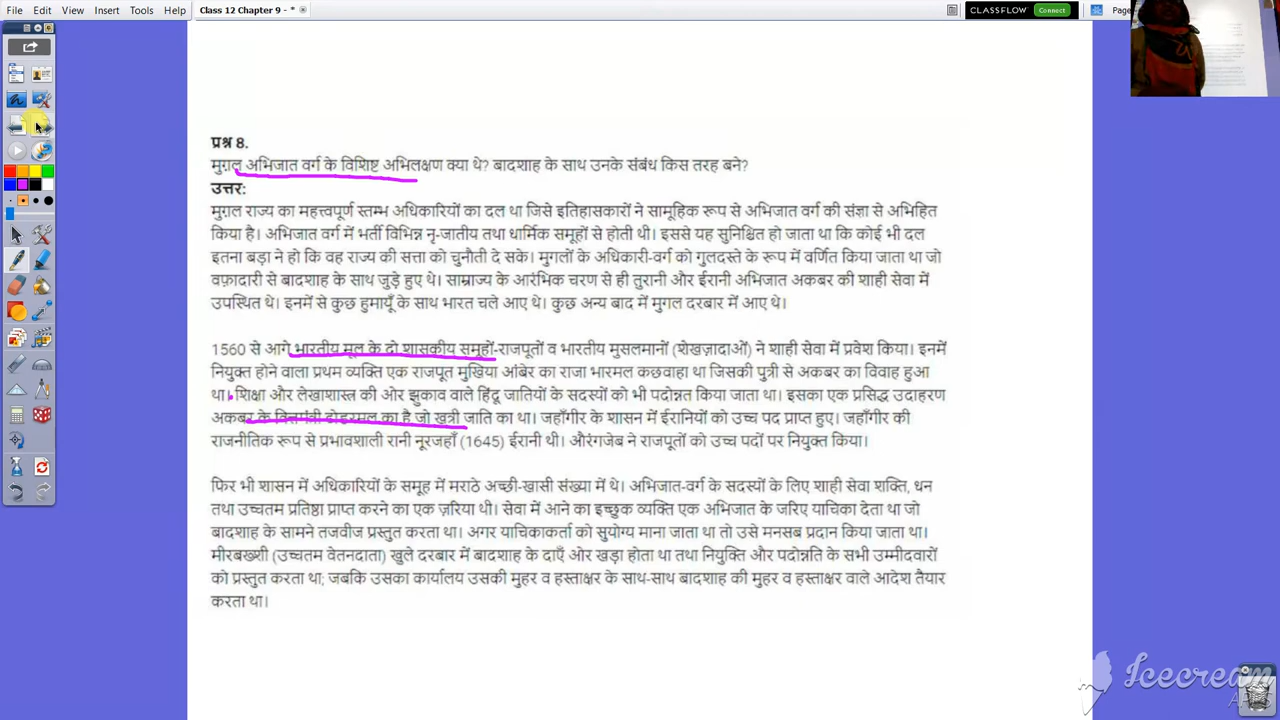 File Edit View Insert Tools Help
Class 12 Chapter 9 - *
CLASSFLOW Connect
Page
प्रश्न 8.
मुग़ल अभिजात वर्ग के विशिष्ट अभिलक्षण क्या थे? बादशाह के साथ उनके संबंध किस तरह बने?
उत्तर:
मुग़ल राज्य का महत्त्वपूर्ण स्तम्भ अधिकारियों का दल था जिसे इतिहासकारों ने सामूहिक रूप से अभिजात वर्ग की संज्ञा से अभिहित
किया है। अभिजात वर्ग में भर्ती विभिन्न नृ-जातीय तथा धार्मिक समूहों से होती थी। इससे यह सुनिश्चित हो जाता था कि कोई भी दल
इतना बड़ा न हो कि वह राज्य की सत्ता को चुनौती दे सके। मुगलों के अधिकारी-वर्ग को गुलदस्ते के रूप में वर्णित किया जाता था जो
वफ़ादारी से बादशाह के साथ जुड़े हुए थे। साम्राज्य के आरंभिक चरण से ही तुरानी और ईरानी अभिजात अकबर की शाही सेवा में
उपस्थित थे। इनमें से कुछ हुमायूँ के साथ भारत चले आए थे। कुछ अन्य बाद में मुगल दरबार में आए थे।
1560 से आगे भारतीय मूल के दो शासकीय समूहों-राजपूतों व भारतीय मुसलमानों (शेखज़ादाओं) ने शाही सेवा में प्रवेश किया। इनमें
नियुक्त होने वाला प्रथम व्यक्ति एक राजपूत मुखिया आंबेर का राजा भारमल कछवाहा था जिसकी पुत्री से अकबर का विवाह हुआ
था। शिक्षा और लेखाशास्त्र की ओर झुकाव वाले हिंदू जातियों के सदस्यों को भी पदोन्नत किया जाता था। इसका एक प्रसिद्ध उदाहरण
अकबर के वित्तमंत्री टोडरमल का है जो खत्री जाति का था। जहाँगीर के शासन में ईरानियों को उच्च पद प्राप्त हुए। जहाँगीर की
राजनीतिक रूप से प्रभावशाली रानी नूरजहाँ (1645) ईरानी थी। औरंगजेब ने राजपूतों को उच्च पदों पर नियुक्त किया।
फिर भी शासन में अधिकारियों के समूह में मराठे अच्छी-खासी संख्या में थे। अभिजात-वर्ग के सदस्यों के लिए शाही सेवा शक्ति, धन
तथा उच्चतम प्रतिष्ठा प्राप्त करने का एक ज़रिया थी। सेवा में आने का इच्छुक व्यक्ति एक अभिजात के जरिए याचिका देता था जो
बादशाह के सामने तजवीज प्रस्तुत करता था। अगर याचिकाकर्ता को सुयोग्य माना जाता था तो उसे मनसब प्रदान किया जाता था।
मीरबख्शी (उच्चतम वेतनदाता) खुले दरबार में बादशाह के दाएँ ओर खड़ा होता था तथा नियुक्ति और पदोन्नति के सभी उम्मीदवारों
को प्रस्तुत करता था; जबकि उसका कार्यालय उसकी मुहर व हस्ताक्षर के साथ-साथ बादशाह की मुहर व हस्ताक्षर वाले आदेश तैयार
करता था।
Icecream
APPS